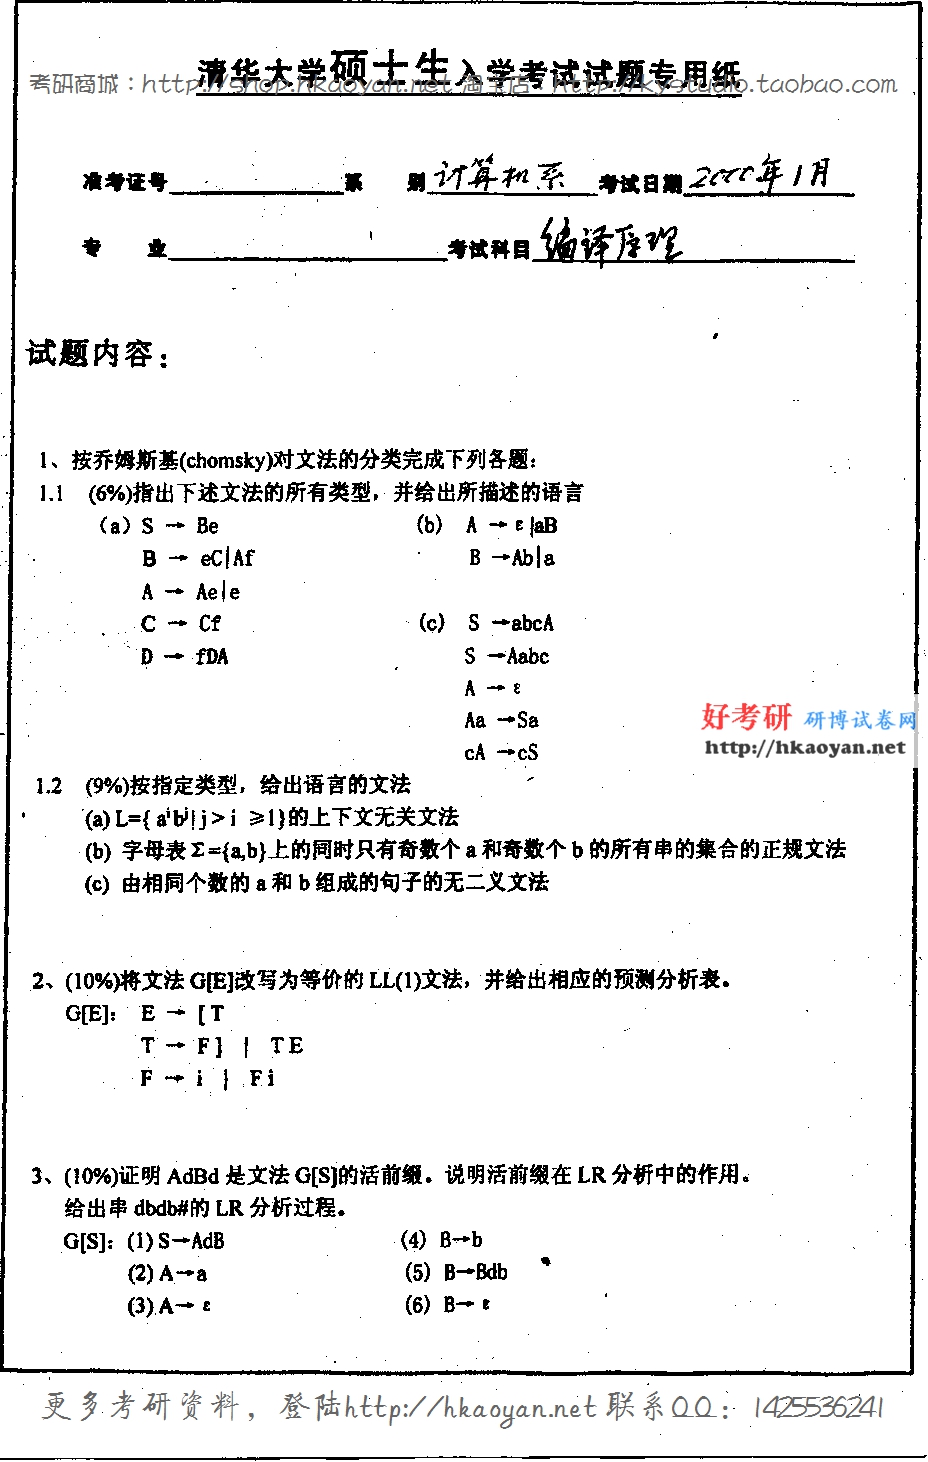 清华大学硕士生入学考试试题专用纸
考研商城：http://shop.hkaoyan.net 淘宝店：http://kystudio.taobao.com
准考证号 系 别 计算机系 考试日期 2000年1月
专 业 考试科目 编译原理
试题内容：
1、按乔姆斯基(chomsky)对文法的分类完成下列各题：
1.1 (6%)指出下述文法的所有类型，并给出所描述的语言
(a) S → Be (b) A → ε|aB
B → eC|Af B →Ab|a
A → Ae|e
C → Cf (c) S →abcA
D → fDA S →Aabc
A → ε
Aa →Sa
cA →cS
好考研 研博试卷网
http://hkaoyan.net
1.2 (9%)按指定类型，给出语言的文法
(a) L={ aⁱbʲ| j > i ≥1}的上下文无关文法
(b) 字母表Σ={a,b}上的同时只有奇数个 a 和奇数个 b 的所有串的集合的正规文法
(c) 由相同个数的 a 和 b 组成的句子的无二义文法
2、(10%)将文法 G[E]改写为等价的 LL(1)文法，并给出相应的预测分析表。
G[E]： E → [ T
T → F] | T E
F → i | F i
3、(10%)证明 AdBd 是文法 G[S]的活前缀。说明活前缀在 LR 分析中的作用。
给出串 dbdb#的 LR 分析过程。
G[S]：(1) S→AdB (4) B→b
(2) A→a (5) B→Bdb
(3) A→ ε (6) B→ ε
更多考研资料，登陆http://hkaoyan.net 联系QQ：1425536241